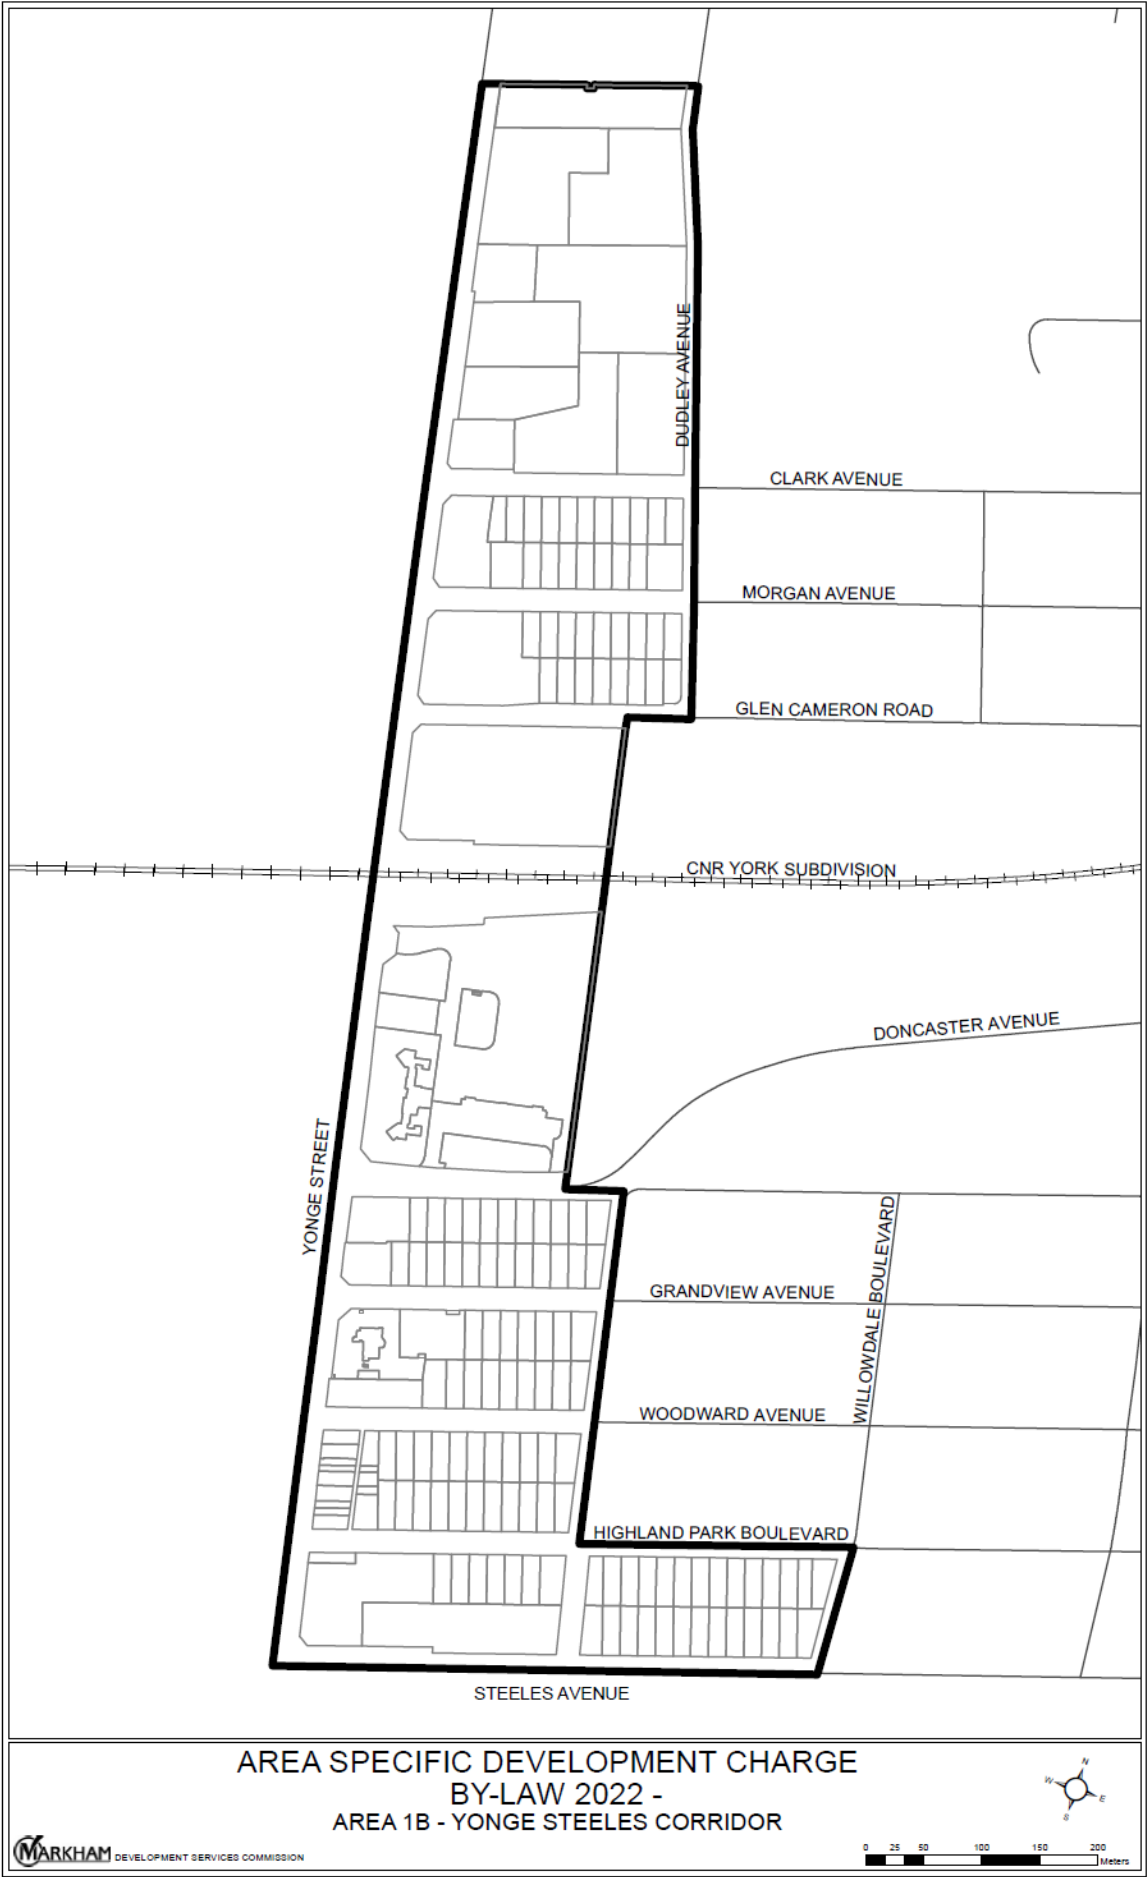 DUDLEY AVENUE
CLARK AVENUE
MORGAN AVENUE
GLEN CAMERON ROAD
CNR YORK SUBDIVISION
DONCASTER AVENUE
YONGE STREET
WILLOWDALE BOULEVARD
GRANDVIEW AVENUE
WOODWARD AVENUE
HIGHLAND PARK BOULEVARD
STEELES AVENUE
AREA SPECIFIC DEVELOPMENT CHARGE
BY-LAW 2022 -
AREA 1B - YONGE STEELES CORRIDOR
N
W
E
S
MARKHAM DEVELOPMENT SERVICES COMMISSION
0 25 50 100 150 200
Meters